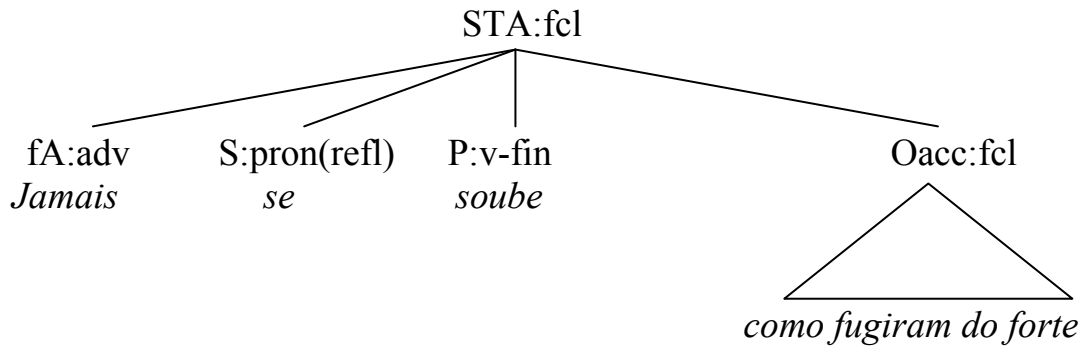 STA:fcl
fA:adv S:pron(refl) P:v-fin Oacc:fcl
Jamais se soube
como fugiram do forte